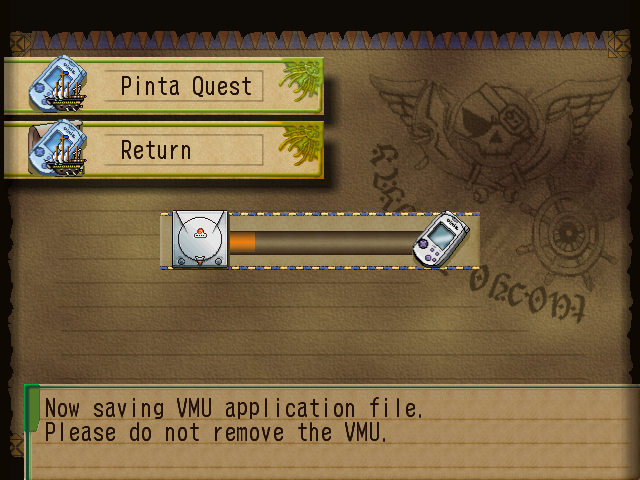 Pinta Quest
Return
Now saving VMU application file.
Please do not remove the VMU.